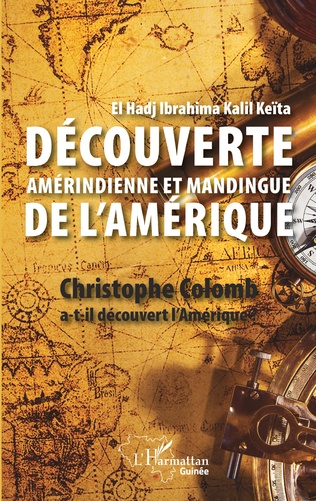 El Hadj Ibrahima Kalil Keïta
DÉCOUVERTE
AMÉRINDIENNE ET MANDINGUE
DE L'AMÉRIQUE
Christophe Colomb
a-t-il découvert l'Amérique?
L'Harmattan
Guinée